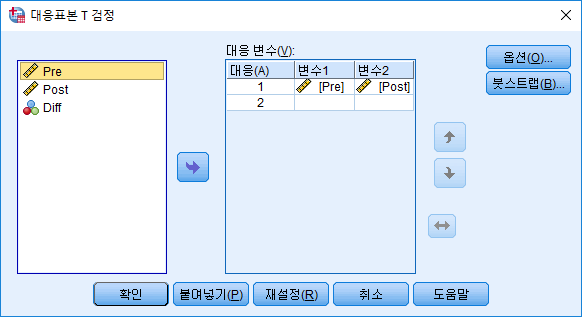 대응표본 T 검정
Pre
Post
Diff
대응 변수(V):
대응(A) 변수1 변수2
1 [Pre] [Post]
2
옵션(O)...
붓스트랩(B)...
확인 붙여넣기(P) 재설정(R) 취소 도움말